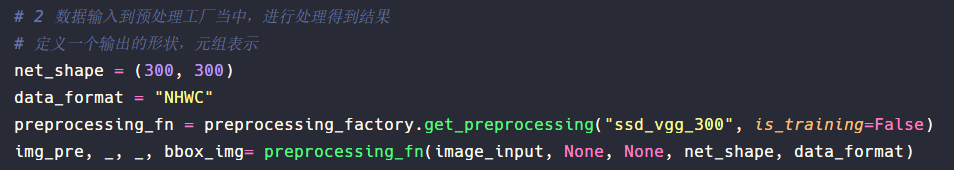 # 2 数据输入到预处理工厂当中，进行处理得到结果
# 定义一个输出的形状，元组表示
net_shape = (300, 300)
data_format = "NHWC"
preprocessing_fn = preprocessing_factory.get_preprocessing("ssd_vgg_300", is_training=False)
img_pre, _, _, bbox_img= preprocessing_fn(image_input, None, None, net_shape, data_format)